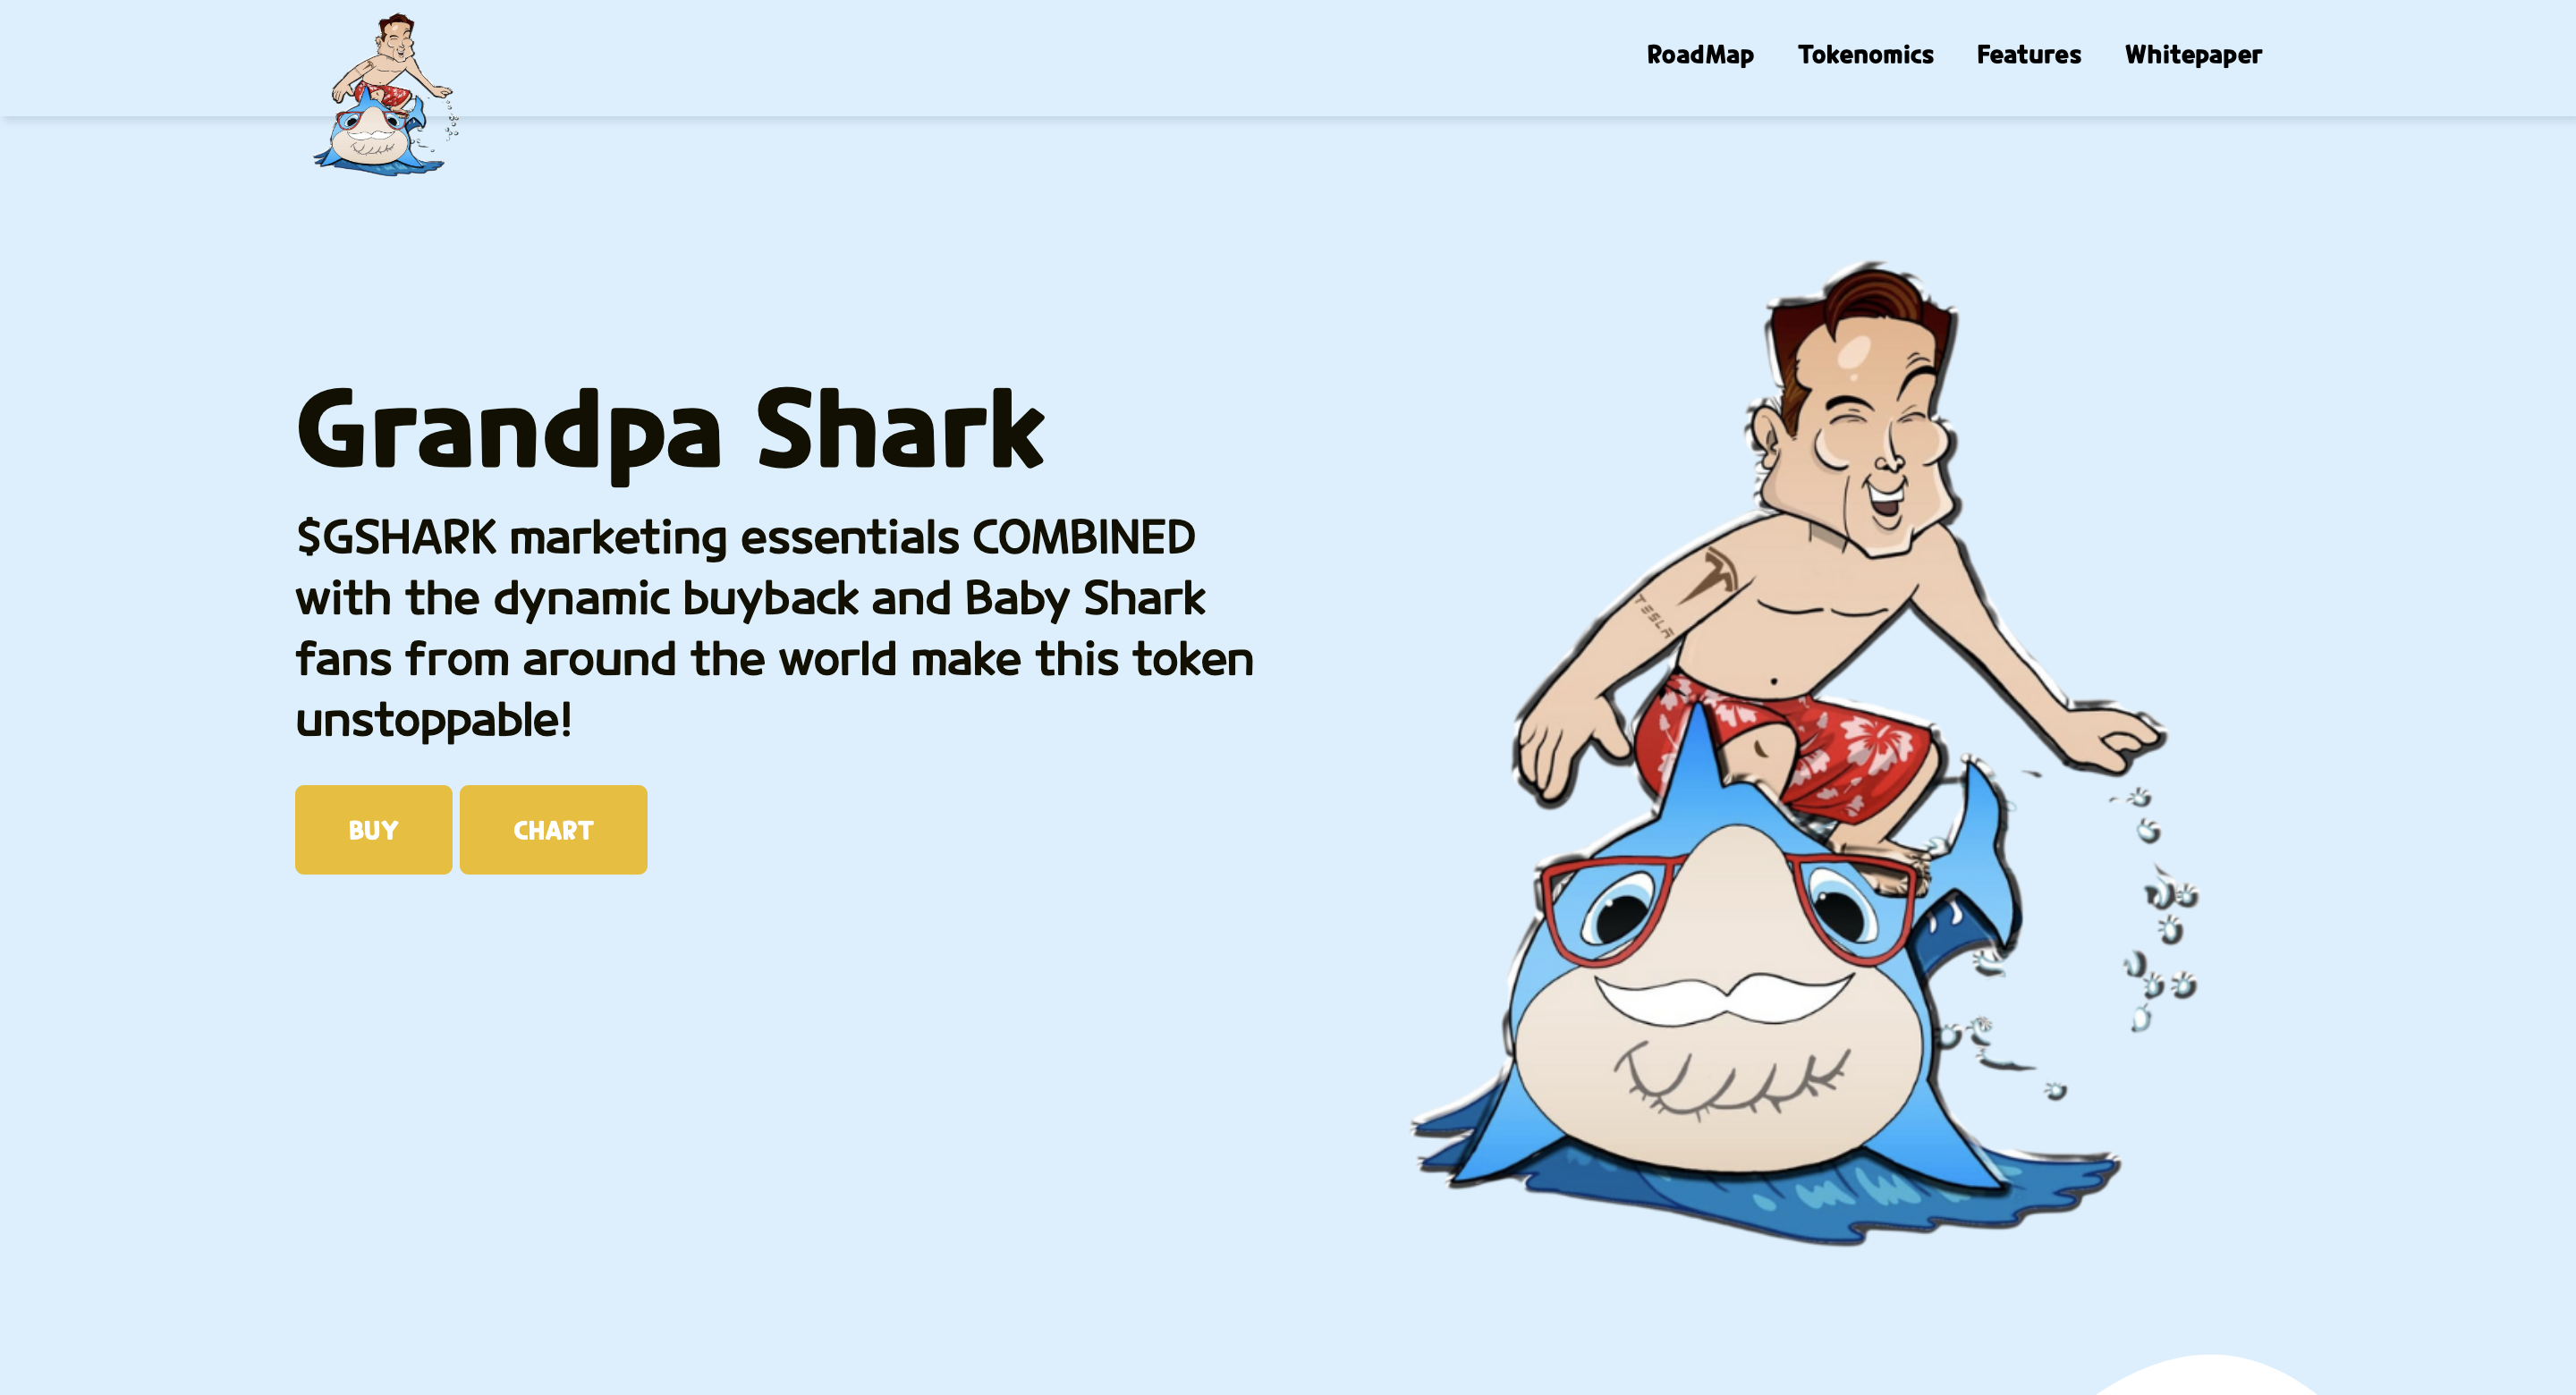 RoadMap Tokenomics Features Whitepaper
Grandpa Shark
$GSHARK marketing essentials COMBINED
with the dynamic buyback and Baby Shark
fans from around the world make this token
unstoppable!
BUY CHART
TESLA